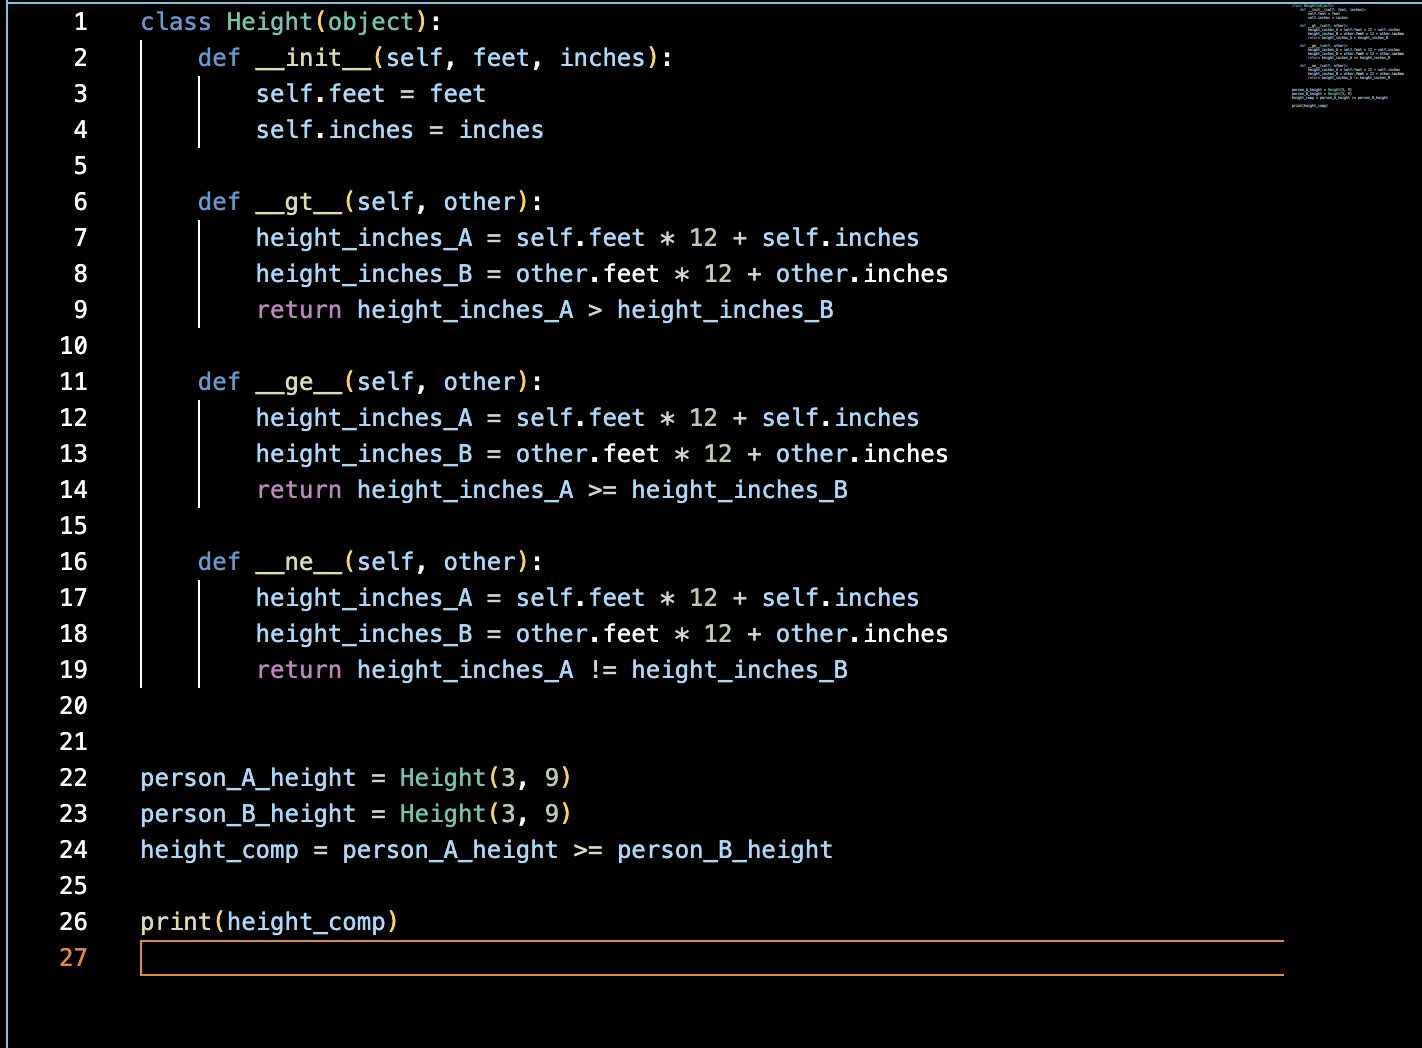 1 class Height(object):
2     def __init__(self, feet, inches):
3         self.feet = feet
4         self.inches = inches
5
6     def __gt__(self, other):
7         height_inches_A = self.feet * 12 + self.inches
8         height_inches_B = other.feet * 12 + other.inches
9         return height_inches_A > height_inches_B
10
11     def __ge__(self, other):
12         height_inches_A = self.feet * 12 + self.inches
13         height_inches_B = other.feet * 12 + other.inches
14         return height_inches_A >= height_inches_B
15
16     def __ne__(self, other):
17         height_inches_A = self.feet * 12 + self.inches
18         height_inches_B = other.feet * 12 + other.inches
19         return height_inches_A != height_inches_B
20
21
22 person_A_height = Height(3, 9)
23 person_B_height = Height(3, 9)
24 height_comp = person_A_height >= person_B_height
25
26 print(height_comp)
27